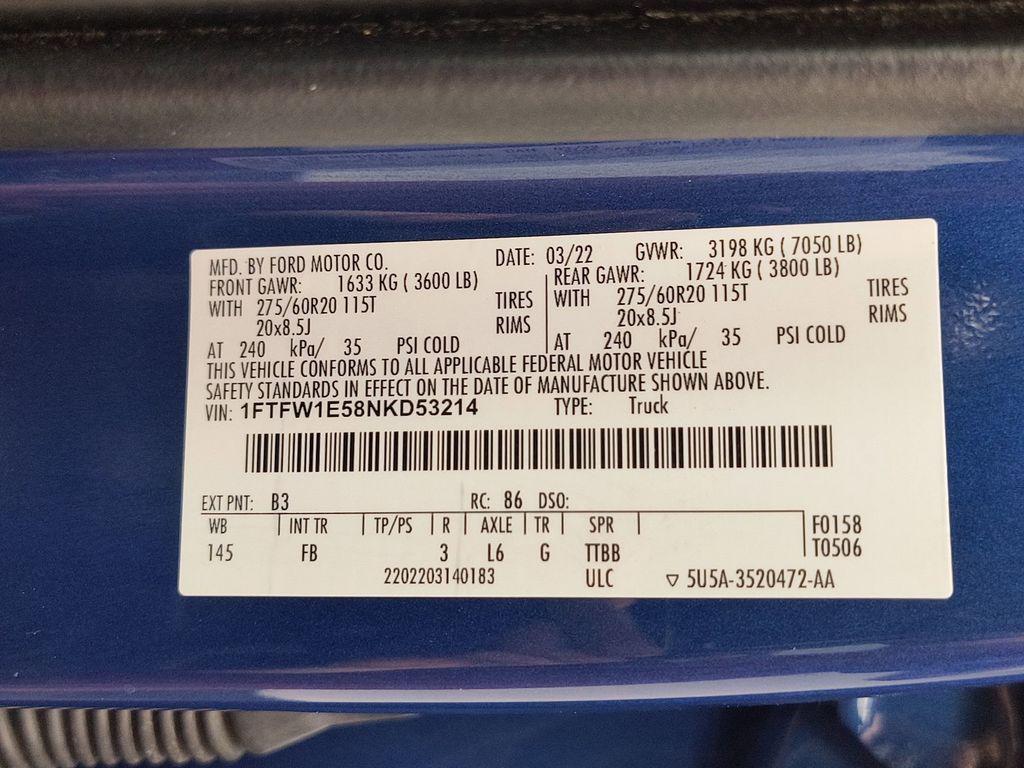 MFD. BY FORD MOTOR CO. DATE: 03/22 GVWR: 3198 KG ( 7050 LB)
FRONT GAWR: 1633 KG ( 3600 LB) REAR GAWR: 1724 KG ( 3800 LB)
WITH 275/60R20 115T TIRES WITH 275/60R20 115T TIRES
20x8.5J RIMS 20x8.5J RIMS
AT 240 kPa/ 35 PSI COLD AT 240 kPa/ 35 PSI COLD
THIS VEHICLE CONFORMS TO ALL APPLICABLE FEDERAL MOTOR VEHICLE
SAFETY STANDARDS IN EFFECT ON THE DATE OF MANUFACTURE SHOWN ABOVE.
VIN: 1FTFW1E58NKD53214 TYPE: Truck
EXT PNT: B3 RC: 86 DSO:
WB INT TR TP/PS R AXLE TR SPR F0158
145 FB 3 L6 G TTBB T0506
2202203140183 ULC ▽ 5U5A-3520472-AA